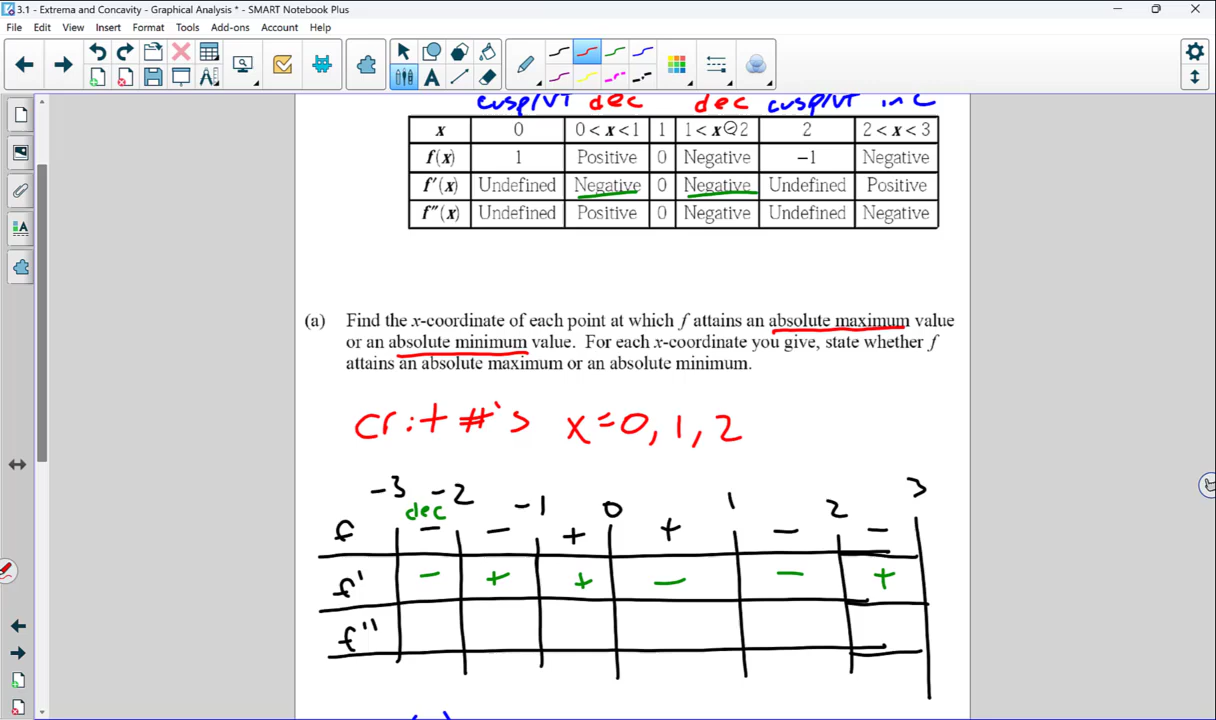 3.1 - Extrema and Concavity - Graphical Analysis * - SMART Notebook Plus
File Edit View Insert Format Tools Add-ons Account Help
cusp/VT dec dec cusp/VT inc
x 0 0 < x < 1 1 1 < x < 2 2 2 < x < 3
f(x) 1 Positive 0 Negative −1 Negative
f′(x) Undefined Negative 0 Negative Undefined Positive
f″(x) Undefined Positive 0 Negative Undefined Negative
(a) Find the x-coordinate of each point at which f attains an absolute maximum value
or an absolute minimum value. For each x-coordinate you give, state whether f
attains an absolute maximum or an absolute minimum.
crit #'s x=0, 1, 2
-3 -2 -1 0 1 2 3
dec
f − − + + − −
f' − + + − − +
f"